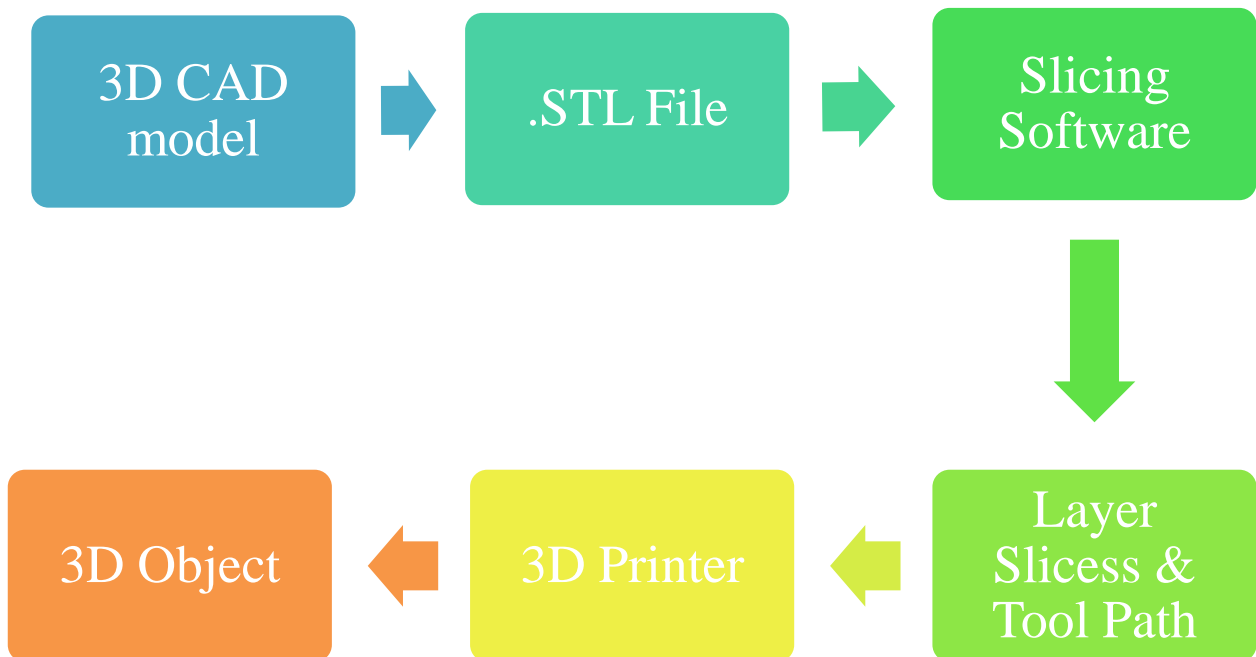 3D CAD
model
.STL File
Slicing
Software
Layer
Slicess &
Tool Path
3D Printer
3D Object